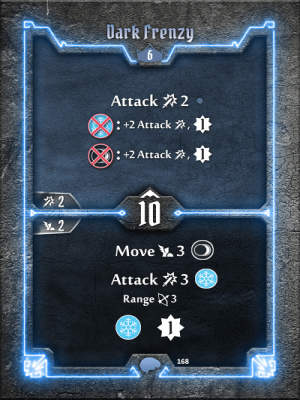 Dark Frenzy
6
Attack 2
: +2 Attack , 1
: +2 Attack , 1
2
10
2
Move 3
Attack 3
Range 3
1
168